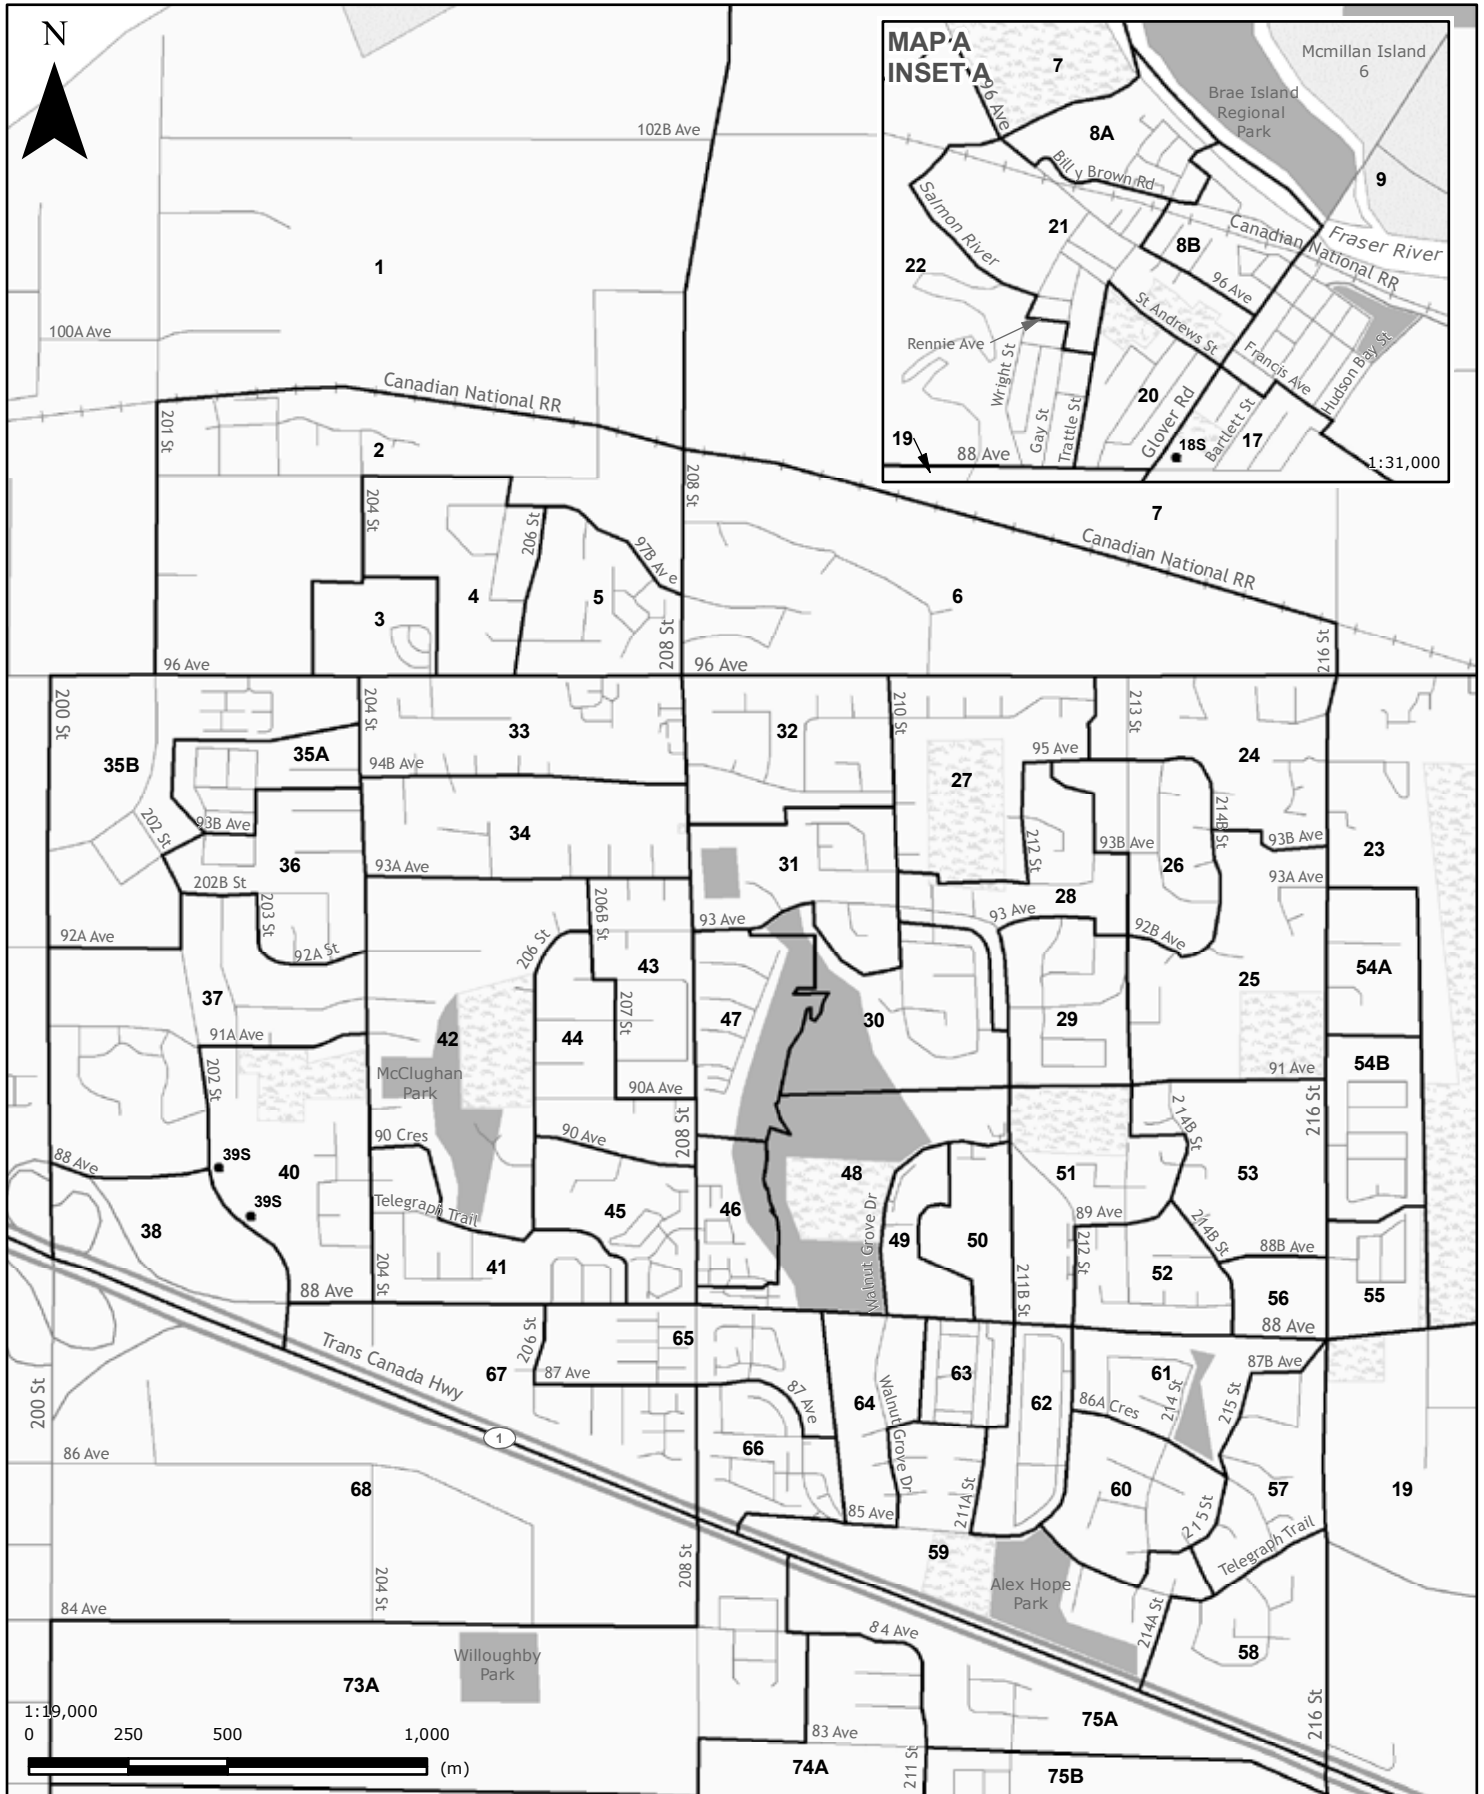 N
MAP A
INSET A
7
Mcmillan Island
6
Brae Island
Regional
Park
96 Ave
8A
Billy Brown Rd
9
Salmon River
21
8B
Canadian National RR
Fraser River
22
96 Ave
St Andrews St
Rennie Ave
Wright St
Gay St
Trattle St
20
Glover Rd
Francis Ave
Hudson Bay St
Bartlett St
17
18S
19
88 Ave
1:31,000
102B Ave
1
100A Ave
Canadian National RR
201 St
2
204 St
208 St
7
206 St
97B Ave
Canadian National RR
3
4
5
6
208 St
216 St
96 Ave
96 Ave
200 St
204 St
33
32
210 St
213 St
24
35B
35A
94B Ave
95 Ave
27
202 St
93B Ave
34
212 St
93B Ave
214B St
93B Ave
23
36
93A Ave
31
26
93A Ave
202B St
203 St
206B St
28
93 Ave
93 Ave
92A Ave
92A St
206 St
92B Ave
43
54A
37
207 St
47
30
25
91A Ave
42
44
29
202 St
McClughan
Park
90A Ave
91 Ave
54B
208 St
216 St
90 Cres
90 Ave
214B St
88 Ave
39S
40
48
51
53
39S
Telegraph Trail
45
46
Walnut Grove Dr
89 Ave
38
49
50
212 St
214B St
88B Ave
204 St
41
211B St
52
56
55
88 Ave
88 Ave
Trans Canada Hwy
206 St
65
87B Ave
67
87 Ave
63
61
200 St
87 Ave
64
Walnut Grove Dr
62
86A Cres
214 St
215 St
1
66
86 Ave
68
60
57
19
85 Ave
211A St
215 St
59
Telegraph Trail
208 St
204 St
Alex Hope
Park
84 Ave
214A St
84 Ave
Willoughby
Park
58
73A
1:19,000
75A
216 St
0 250 500 1,000
83 Ave
(m)
74A
211 St
75B